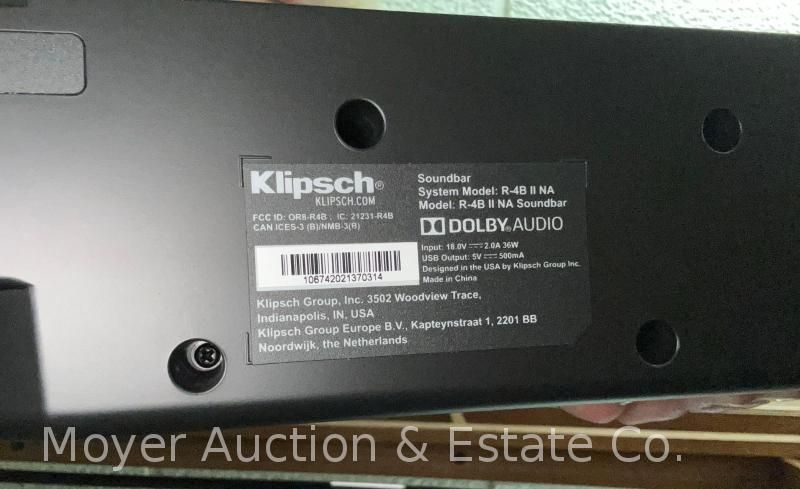 Klipsch®
KLIPSCH.COM
FCC ID: OR8-R4B ; IC: 21231-R4B
CAN ICES-3 (B)/NMB-3(B)
Soundbar
System Model: R-4B II NA
Model: R-4B II NA Soundbar
DOLBY AUDIO
Input: 18.0V ⎓ 2.0A 36W
USB Output: 5V ⎓ 500mA
Designed in the USA by Klipsch Group Inc.
Made in China
106742021370314
Klipsch Group, Inc. 3502 Woodview Trace,
Indianapolis, IN, USA
Klipsch Group Europe B.V., Kapteynstraat 1, 2201 BB
Noordwijk, the Netherlands
Moyer Auction & Estate Co.